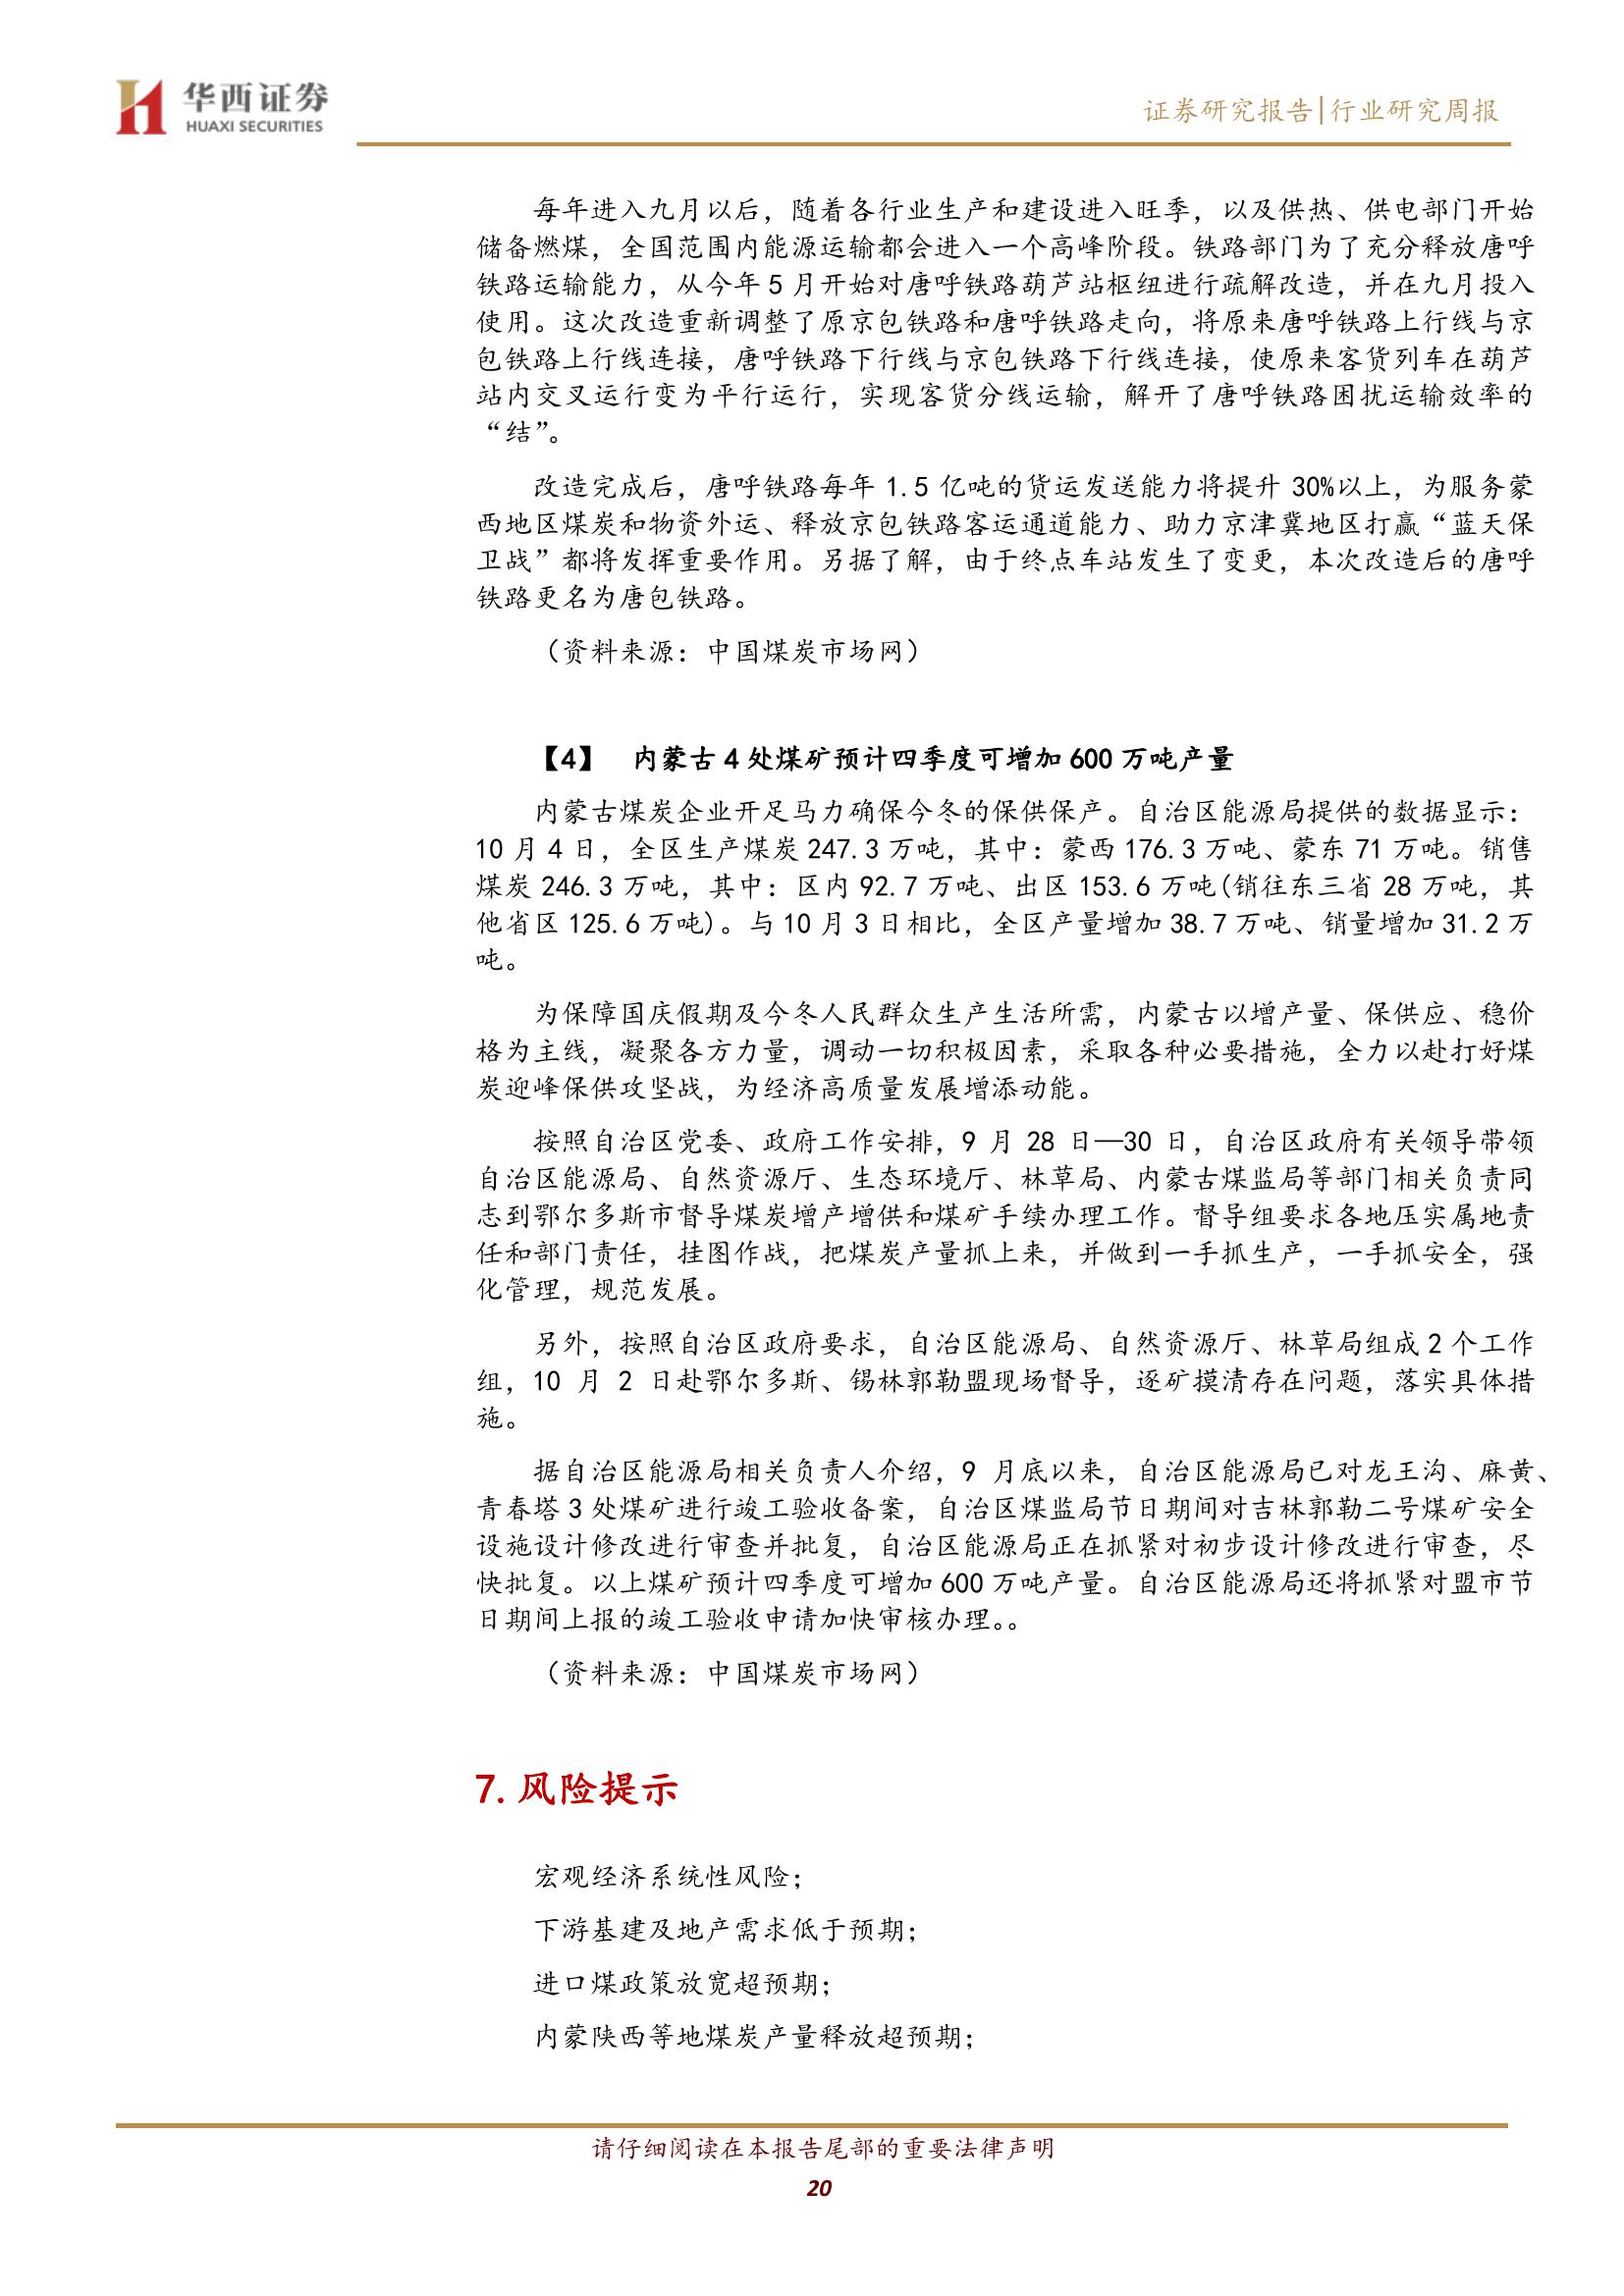 华西证券
HUAXI SECURITIES
证券研究报告|行业研究周报
每年进入九月以后，随着各行业生产和建设进入旺季，以及供热、供电部门开始
储备燃煤，全国范围内能源运输都会进入一个高峰阶段。铁路部门为了充分释放唐呼
铁路运输能力，从今年 5 月开始对唐呼铁路葫芦站枢纽进行疏解改造，并在九月投入
使用。这次改造重新调整了原京包铁路和唐呼铁路走向，将原来唐呼铁路上行线与京
包铁路上行线连接，唐呼铁路下行线与京包铁路下行线连接，使原来客货列车在葫芦
站内交叉运行变为平行运行，实现客货分线运输，解开了唐呼铁路困扰运输效率的
“结”。
改造完成后，唐呼铁路每年 1.5 亿吨的货运发送能力将提升 30%以上，为服务蒙
西地区煤炭和物资外运、释放京包铁路客运通道能力、助力京津冀地区打赢“蓝天保
卫战”都将发挥重要作用。另据了解，由于终点车站发生了变更，本次改造后的唐呼
铁路更名为唐包铁路。
（资料来源：中国煤炭市场网）
【4】 内蒙古 4 处煤矿预计四季度可增加 600 万吨产量
内蒙古煤炭企业开足马力确保今冬的保供保产。自治区能源局提供的数据显示：
10 月 4 日，全区生产煤炭 247.3 万吨，其中：蒙西 176.3 万吨、蒙东 71 万吨。销售
煤炭 246.3 万吨，其中：区内 92.7 万吨、出区 153.6 万吨(销往东三省 28 万吨，其
他省区 125.6 万吨)。与 10 月 3 日相比，全区产量增加 38.7 万吨、销量增加 31.2 万
吨。
为保障国庆假期及今冬人民群众生产生活所需，内蒙古以增产量、保供应、稳价
格为主线，凝聚各方力量，调动一切积极因素，采取各种必要措施，全力以赴打好煤
炭迎峰保供攻坚战，为经济高质量发展增添动能。
按照自治区党委、政府工作安排，9 月 28 日—30 日，自治区政府有关领导带领
自治区能源局、自然资源厅、生态环境厅、林草局、内蒙古煤监局等部门相关负责同
志到鄂尔多斯市督导煤炭增产增供和煤矿手续办理工作。督导组要求各地压实属地责
任和部门责任，挂图作战，把煤炭产量抓上来，并做到一手抓生产，一手抓安全，强
化管理，规范发展。
另外，按照自治区政府要求，自治区能源局、自然资源厅、林草局组成 2 个工作
组，10 月 2 日赴鄂尔多斯、锡林郭勒盟现场督导，逐矿摸清存在问题，落实具体措
施。
据自治区能源局相关负责人介绍，9 月底以来，自治区能源局已对龙王沟、麻黄、
青春塔 3 处煤矿进行竣工验收备案，自治区煤监局节日期间对吉林郭勒二号煤矿安全
设施设计修改进行审查并批复，自治区能源局正在抓紧对初步设计修改进行审查，尽
快批复。以上煤矿预计四季度可增加 600 万吨产量。自治区能源局还将抓紧对盟市节
日期间上报的竣工验收申请加快审核办理。。
（资料来源：中国煤炭市场网）
7. 风险提示
宏观经济系统性风险；
下游基建及地产需求低于预期；
进口煤政策放宽超预期；
内蒙陕西等地煤炭产量释放超预期；
请仔细阅读在本报告尾部的重要法律声明
20